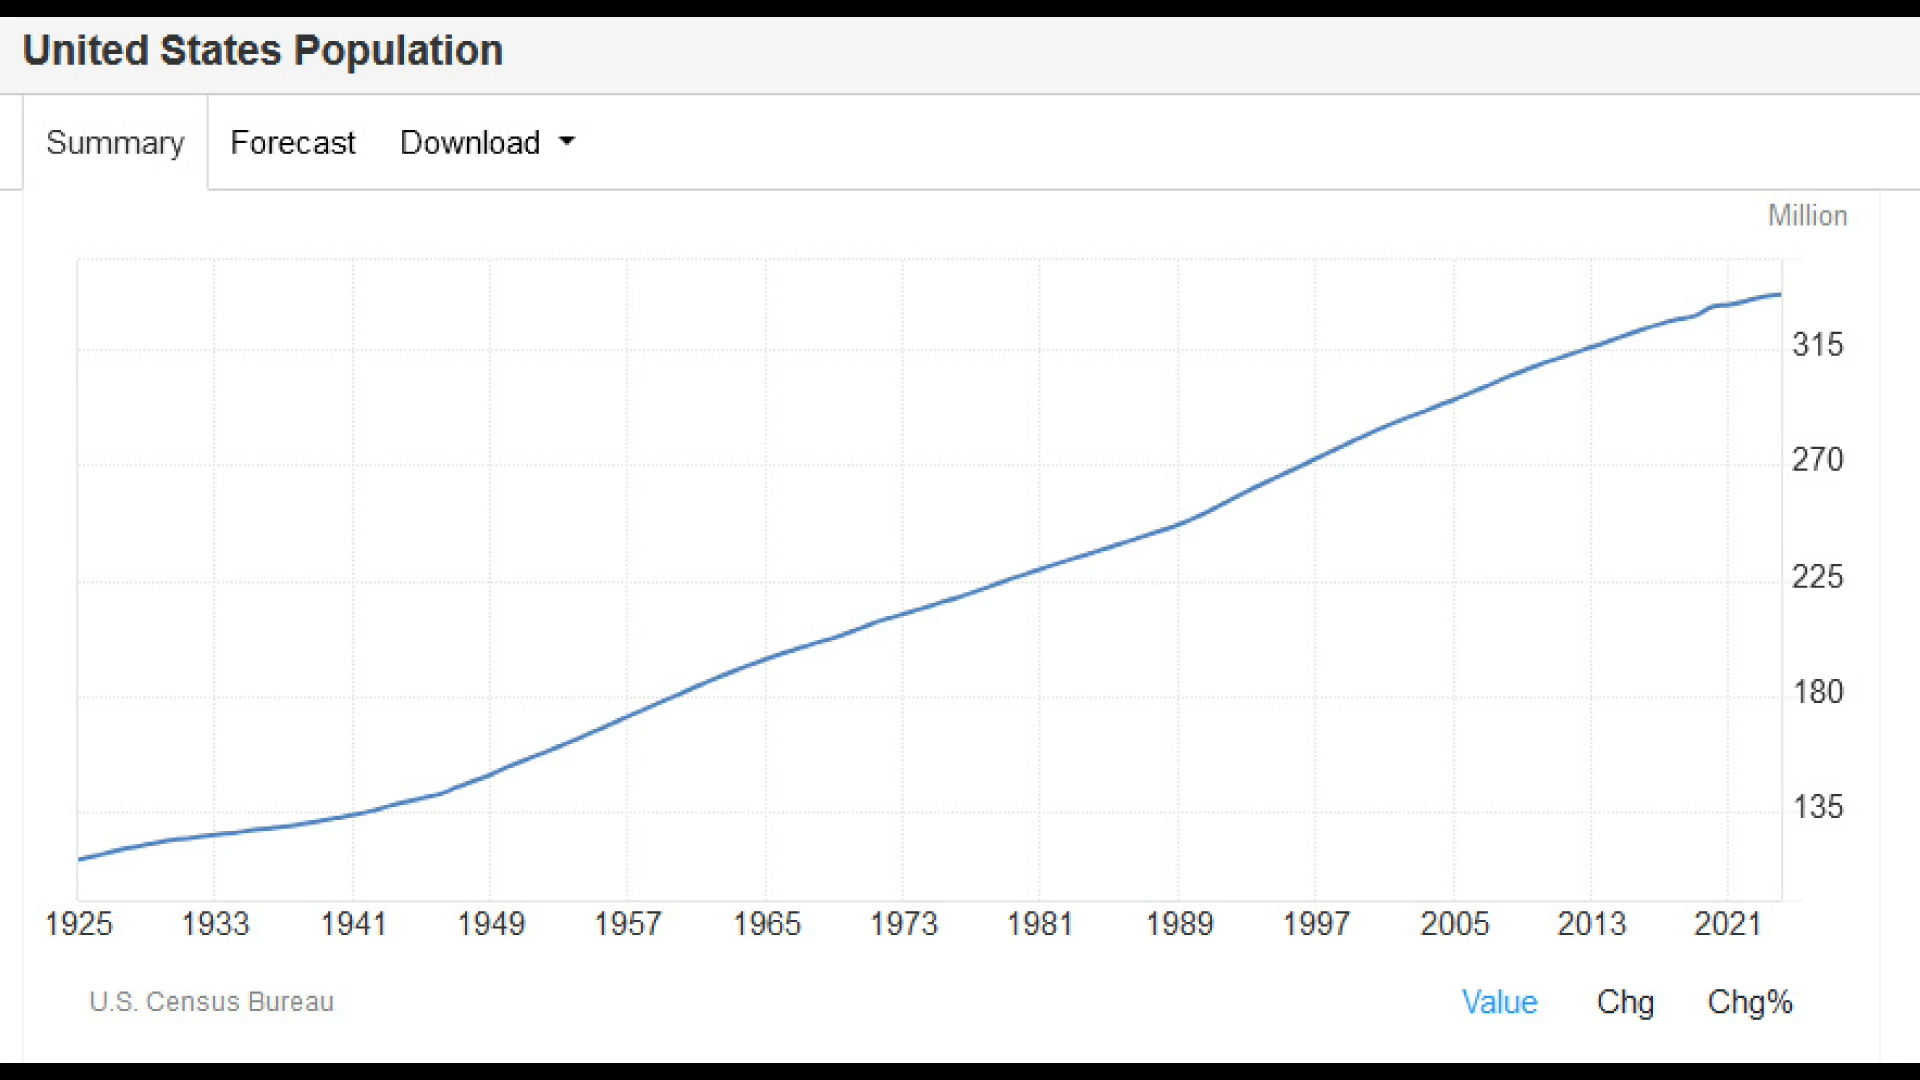 United States Population
Summary Forecast Download
Million
315
270
225
180
135
1925 1933 1941 1949 1957 1965 1973 1981 1989 1997 2005 2013 2021
U.S. Census Bureau Value Chg Chg%